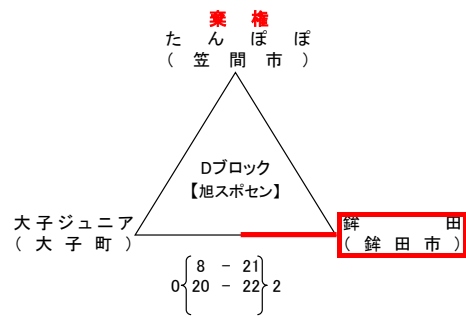 棄 権
た ん ぽ ぽ
( 笠 間 市 )
Dブロック
【旭スポセン】
大子ジュニア
( 大 子 町 )
鉾 田
( 鉾 田 市 )
8 - 21
0 20 - 22 2